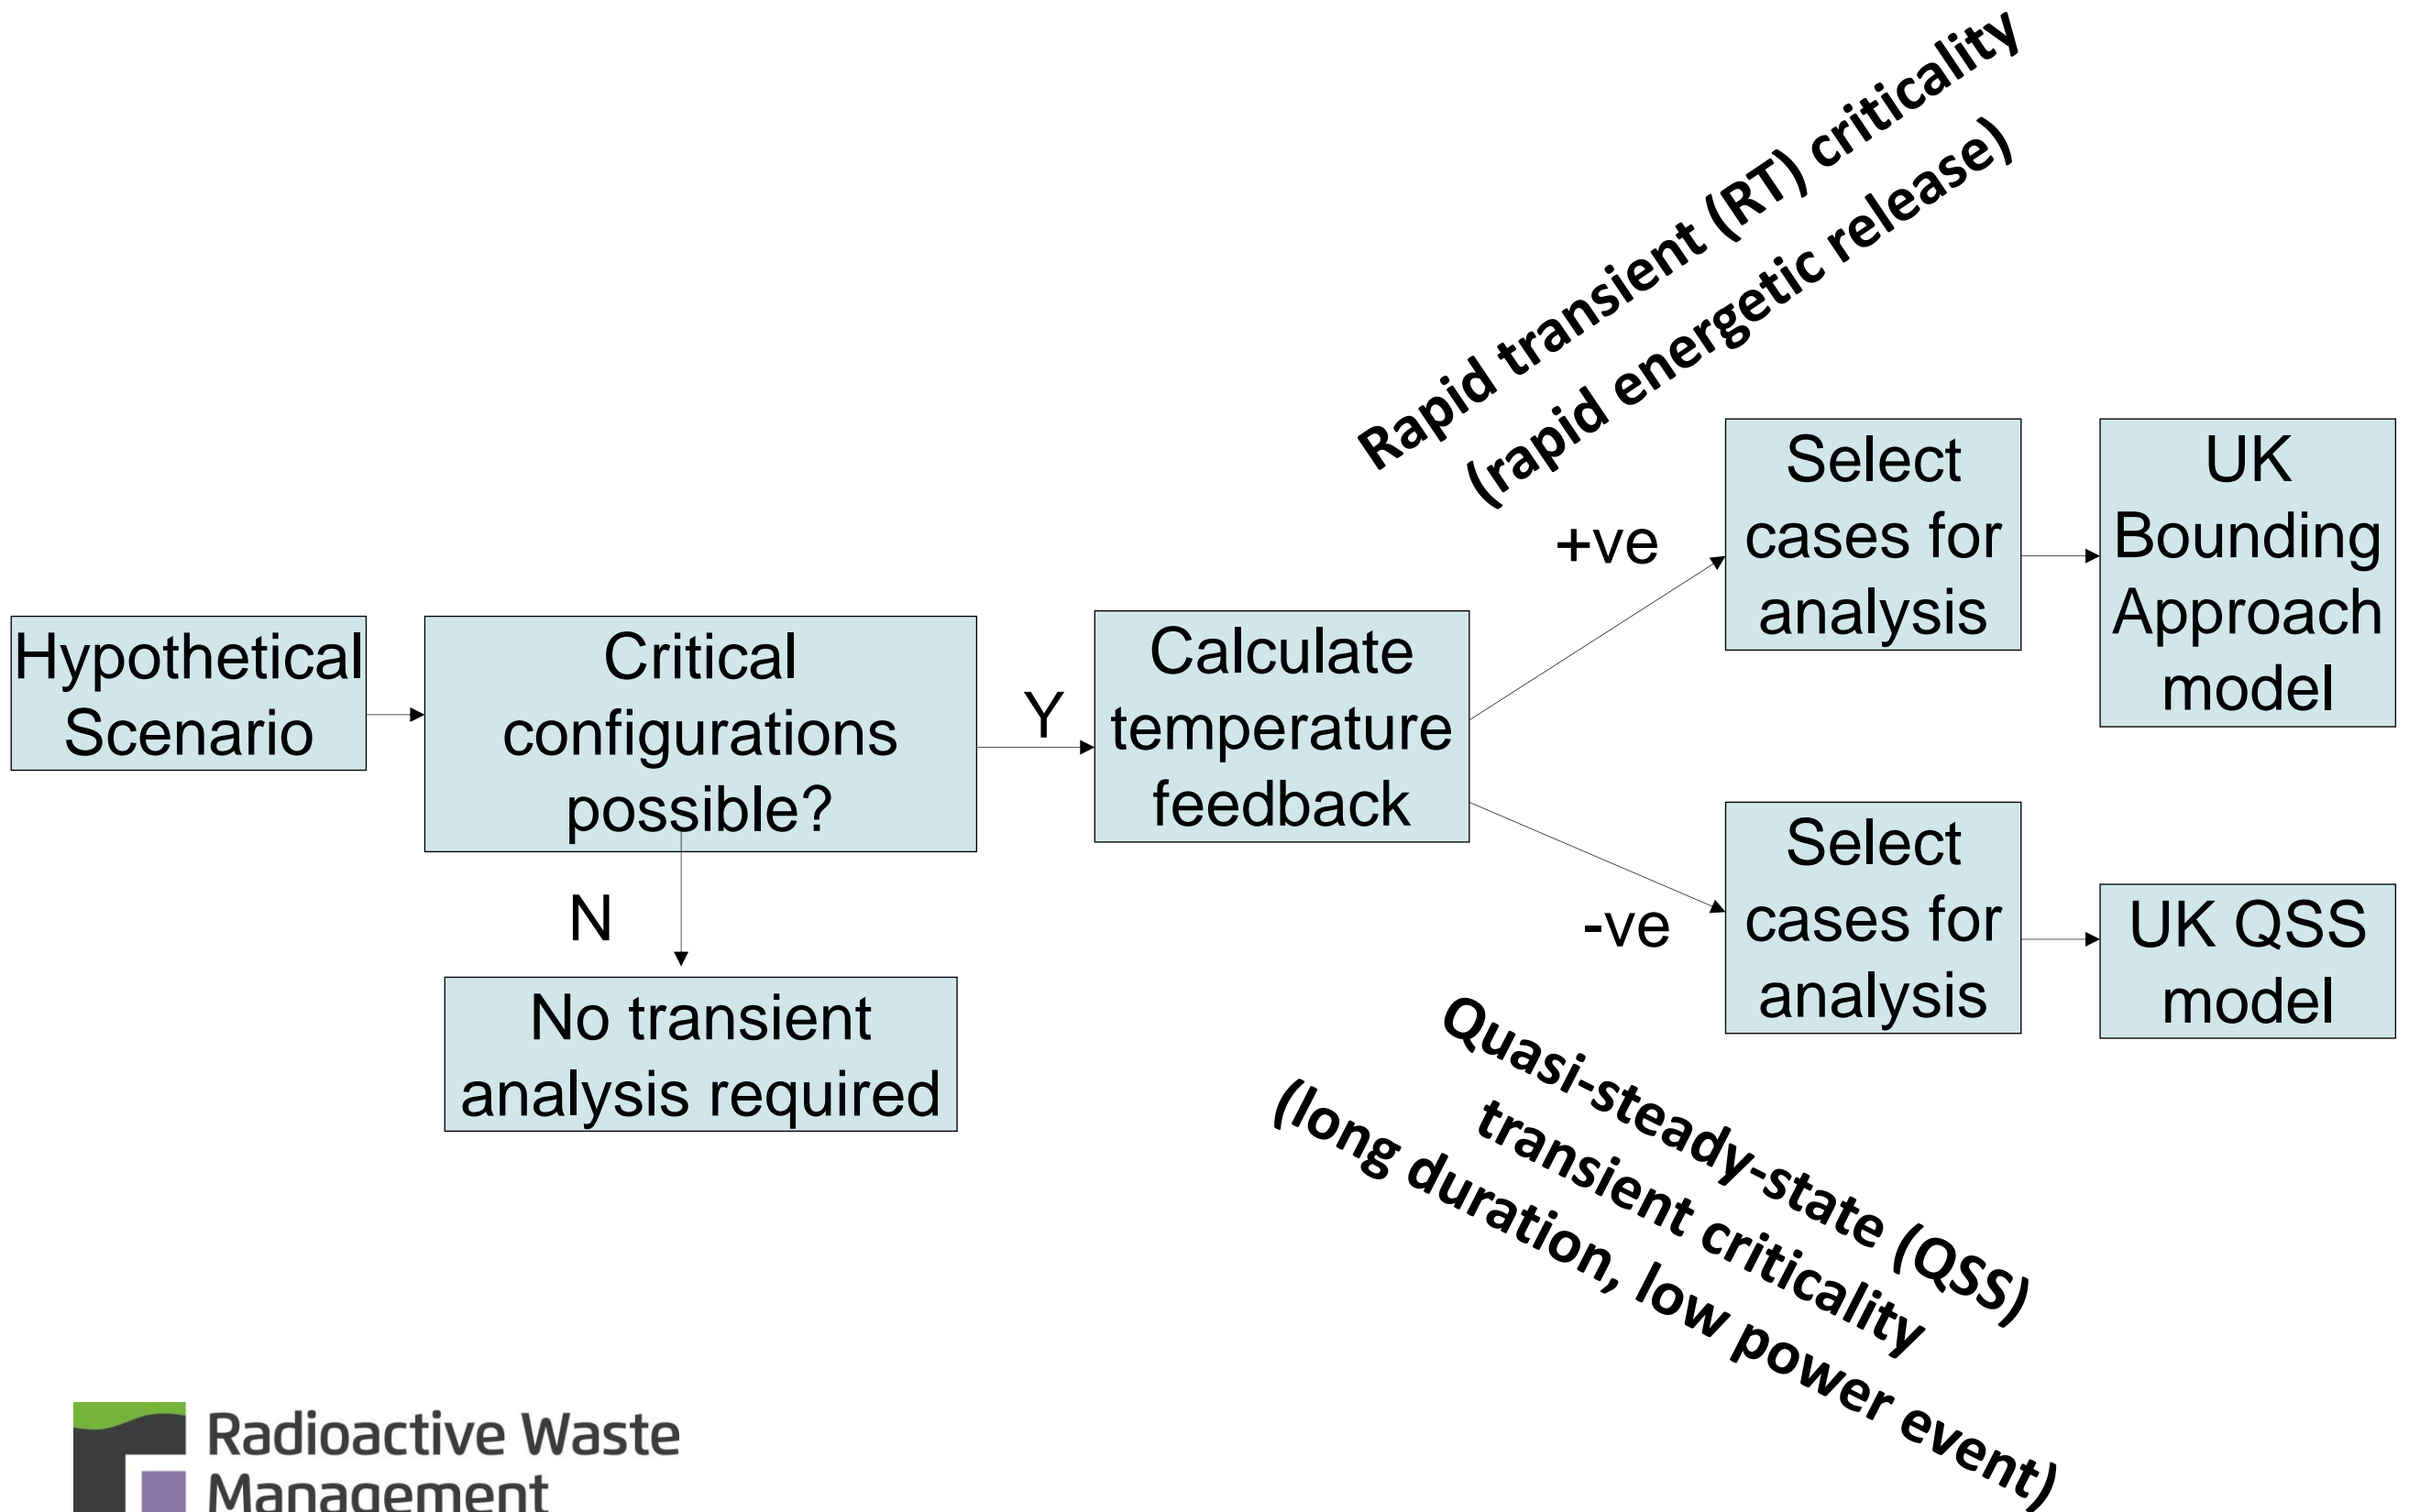 Rapid transient (RT) criticality
(rapid energetic release)
Hypothetical
Scenario
Critical
configurations
possible?
Y
N
No transient
analysis required
Calculate
temperature
feedback
+ve
Select
cases for
analysis
UK
Bounding
Approach
model
-ve
Select
cases for
analysis
UK QSS
model
Quasi-steady-state (QSS)
transient criticality
(long duration, low power event)
Radioactive Waste
Management